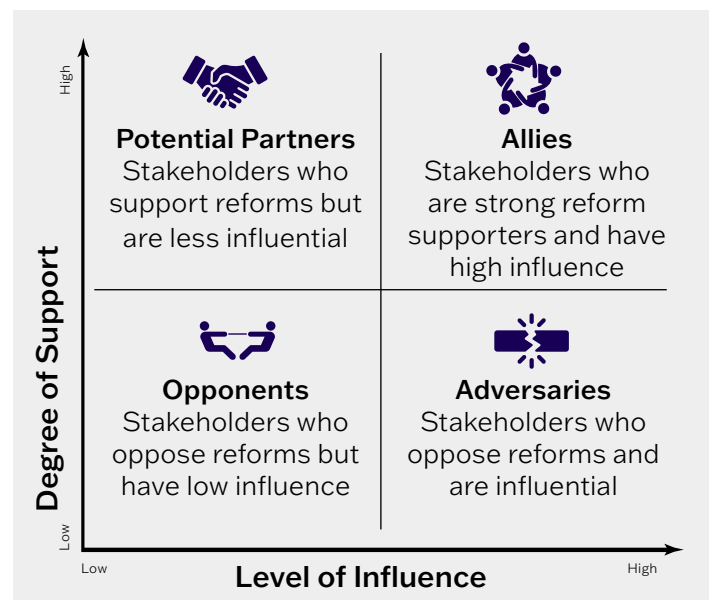 High
Potential Partners
Stakeholders who
support reforms but
are less influential
Allies
Stakeholders who
are strong reform
supporters and have
high influence
Degree of Support
Opponents
Stakeholders who
oppose reforms but
have low influence
Adversaries
Stakeholders who
oppose reforms and
are influential
Low
Low
Level of Influence
High